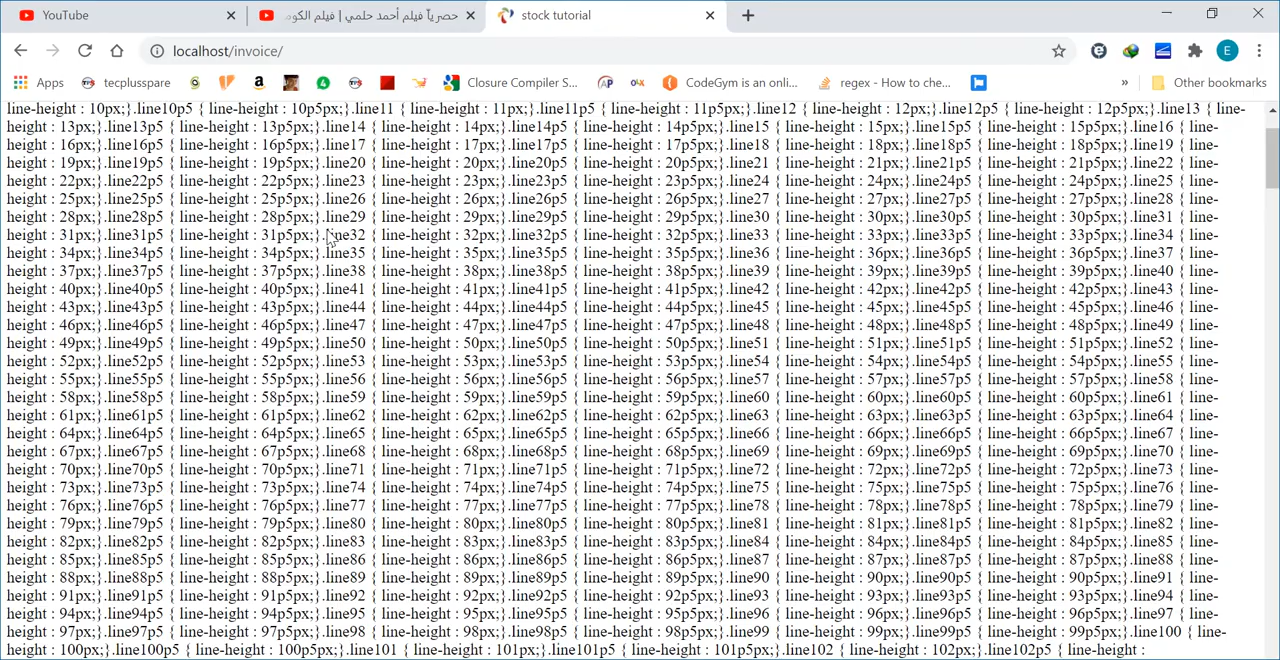 YouTube
حصرياً فيلم أحمد حلمي | فيلم الكوم
stock tutorial
localhost/invoice/
E
Apps
tecplusspare
Closure Compiler S...
CodeGym is an onli...
regex - How to che...
»
Other bookmarks
line-height : 10px;}.line10p5 { line-height : 10p5px;}.line11 { line-height : 11px;}.line11p5 { line-height : 11p5px;}.line12 { line-height : 12px;}.line12p5 { line-height : 12p5px;}.line13 { line-
height : 13px;}.line13p5 { line-height : 13p5px;}.line14 { line-height : 14px;}.line14p5 { line-height : 14p5px;}.line15 { line-height : 15px;}.line15p5 { line-height : 15p5px;}.line16 { line-
height : 16px;}.line16p5 { line-height : 16p5px;}.line17 { line-height : 17px;}.line17p5 { line-height : 17p5px;}.line18 { line-height : 18px;}.line18p5 { line-height : 18p5px;}.line19 { line-
height : 19px;}.line19p5 { line-height : 19p5px;}.line20 { line-height : 20px;}.line20p5 { line-height : 20p5px;}.line21 { line-height : 21px;}.line21p5 { line-height : 21p5px;}.line22 { line-
height : 22px;}.line22p5 { line-height : 22p5px;}.line23 { line-height : 23px;}.line23p5 { line-height : 23p5px;}.line24 { line-height : 24px;}.line24p5 { line-height : 24p5px;}.line25 { line-
height : 25px;}.line25p5 { line-height : 25p5px;}.line26 { line-height : 26px;}.line26p5 { line-height : 26p5px;}.line27 { line-height : 27px;}.line27p5 { line-height : 27p5px;}.line28 { line-
height : 28px;}.line28p5 { line-height : 28p5px;}.line29 { line-height : 29px;}.line29p5 { line-height : 29p5px;}.line30 { line-height : 30px;}.line30p5 { line-height : 30p5px;}.line31 { line-
height : 31px;}.line31p5 { line-height : 31p5px;}.line32 { line-height : 32px;}.line32p5 { line-height : 32p5px;}.line33 { line-height : 33px;}.line33p5 { line-height : 33p5px;}.line34 { line-
height : 34px;}.line34p5 { line-height : 34p5px;}.line35 { line-height : 35px;}.line35p5 { line-height : 35p5px;}.line36 { line-height : 36px;}.line36p5 { line-height : 36p5px;}.line37 { line-
height : 37px;}.line37p5 { line-height : 37p5px;}.line38 { line-height : 38px;}.line38p5 { line-height : 38p5px;}.line39 { line-height : 39px;}.line39p5 { line-height : 39p5px;}.line40 { line-
height : 40px;}.line40p5 { line-height : 40p5px;}.line41 { line-height : 41px;}.line41p5 { line-height : 41p5px;}.line42 { line-height : 42px;}.line42p5 { line-height : 42p5px;}.line43 { line-
height : 43px;}.line43p5 { line-height : 43p5px;}.line44 { line-height : 44px;}.line44p5 { line-height : 44p5px;}.line45 { line-height : 45px;}.line45p5 { line-height : 45p5px;}.line46 { line-
height : 46px;}.line46p5 { line-height : 46p5px;}.line47 { line-height : 47px;}.line47p5 { line-height : 47p5px;}.line48 { line-height : 48px;}.line48p5 { line-height : 48p5px;}.line49 { line-
height : 49px;}.line49p5 { line-height : 49p5px;}.line50 { line-height : 50px;}.line50p5 { line-height : 50p5px;}.line51 { line-height : 51px;}.line51p5 { line-height : 51p5px;}.line52 { line-
height : 52px;}.line52p5 { line-height : 52p5px;}.line53 { line-height : 53px;}.line53p5 { line-height : 53p5px;}.line54 { line-height : 54px;}.line54p5 { line-height : 54p5px;}.line55 { line-
height : 55px;}.line55p5 { line-height : 55p5px;}.line56 { line-height : 56px;}.line56p5 { line-height : 56p5px;}.line57 { line-height : 57px;}.line57p5 { line-height : 57p5px;}.line58 { line-
height : 58px;}.line58p5 { line-height : 58p5px;}.line59 { line-height : 59px;}.line59p5 { line-height : 59p5px;}.line60 { line-height : 60px;}.line60p5 { line-height : 60p5px;}.line61 { line-
height : 61px;}.line61p5 { line-height : 61p5px;}.line62 { line-height : 62px;}.line62p5 { line-height : 62p5px;}.line63 { line-height : 63px;}.line63p5 { line-height : 63p5px;}.line64 { line-
height : 64px;}.line64p5 { line-height : 64p5px;}.line65 { line-height : 65px;}.line65p5 { line-height : 65p5px;}.line66 { line-height : 66px;}.line66p5 { line-height : 66p5px;}.line67 { line-
height : 67px;}.line67p5 { line-height : 67p5px;}.line68 { line-height : 68px;}.line68p5 { line-height : 68p5px;}.line69 { line-height : 69px;}.line69p5 { line-height : 69p5px;}.line70 { line-
height : 70px;}.line70p5 { line-height : 70p5px;}.line71 { line-height : 71px;}.line71p5 { line-height : 71p5px;}.line72 { line-height : 72px;}.line72p5 { line-height : 72p5px;}.line73 { line-
height : 73px;}.line73p5 { line-height : 73p5px;}.line74 { line-height : 74px;}.line74p5 { line-height : 74p5px;}.line75 { line-height : 75px;}.line75p5 { line-height : 75p5px;}.line76 { line-
height : 76px;}.line76p5 { line-height : 76p5px;}.line77 { line-height : 77px;}.line77p5 { line-height : 77p5px;}.line78 { line-height : 78px;}.line78p5 { line-height : 78p5px;}.line79 { line-
height : 79px;}.line79p5 { line-height : 79p5px;}.line80 { line-height : 80px;}.line80p5 { line-height : 80p5px;}.line81 { line-height : 81px;}.line81p5 { line-height : 81p5px;}.line82 { line-
height : 82px;}.line82p5 { line-height : 82p5px;}.line83 { line-height : 83px;}.line83p5 { line-height : 83p5px;}.line84 { line-height : 84px;}.line84p5 { line-height : 84p5px;}.line85 { line-
height : 85px;}.line85p5 { line-height : 85p5px;}.line86 { line-height : 86px;}.line86p5 { line-height : 86p5px;}.line87 { line-height : 87px;}.line87p5 { line-height : 87p5px;}.line88 { line-
height : 88px;}.line88p5 { line-height : 88p5px;}.line89 { line-height : 89px;}.line89p5 { line-height : 89p5px;}.line90 { line-height : 90px;}.line90p5 { line-height : 90p5px;}.line91 { line-
height : 91px;}.line91p5 { line-height : 91p5px;}.line92 { line-height : 92px;}.line92p5 { line-height : 92p5px;}.line93 { line-height : 93px;}.line93p5 { line-height : 93p5px;}.line94 { line-
height : 94px;}.line94p5 { line-height : 94p5px;}.line95 { line-height : 95px;}.line95p5 { line-height : 95p5px;}.line96 { line-height : 96px;}.line96p5 { line-height : 96p5px;}.line97 { line-
height : 97px;}.line97p5 { line-height : 97p5px;}.line98 { line-height : 98px;}.line98p5 { line-height : 98p5px;}.line99 { line-height : 99px;}.line99p5 { line-height : 99p5px;}.line100 { line-
height : 100px;}.line100p5 { line-height : 100p5px;}.line101 { line-height : 101px;}.line101p5 { line-height : 101p5px;}.line102 { line-height : 102px;}.line102p5 { line-height :